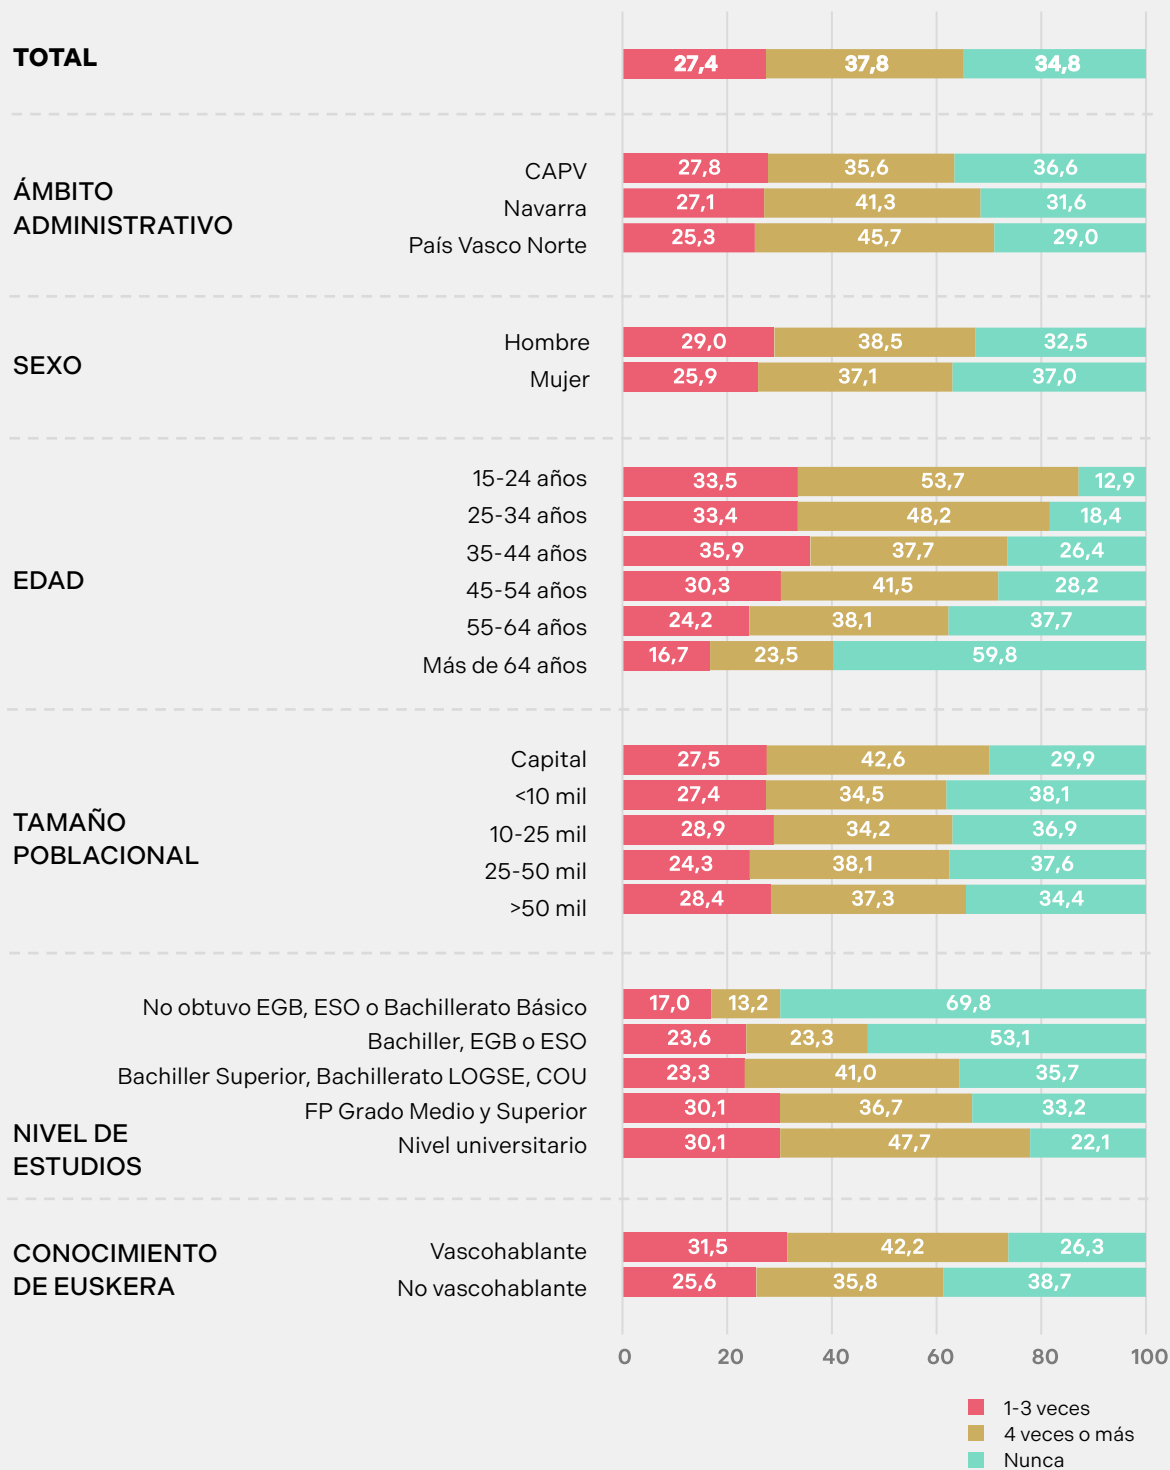 TOTAL
27,4 37,8 34,8
ÁMBITO
ADMINISTRATIVO
CAPV 27,8 35,6 36,6
Navarra 27,1 41,3 31,6
País Vasco Norte 25,3 45,7 29,0
SEXO
Hombre 29,0 38,5 32,5
Mujer 25,9 37,1 37,0
EDAD
15-24 años 33,5 53,7 12,9
25-34 años 33,4 48,2 18,4
35-44 años 35,9 37,7 26,4
45-54 años 30,3 41,5 28,2
55-64 años 24,2 38,1 37,7
Más de 64 años 16,7 23,5 59,8
TAMAÑO
POBLACIONAL
Capital 27,5 42,6 29,9
<10 mil 27,4 34,5 38,1
10-25 mil 28,9 34,2 36,9
25-50 mil 24,3 38,1 37,6
>50 mil 28,4 37,3 34,4
NIVEL DE
ESTUDIOS
No obtuvo EGB, ESO o Bachillerato Básico 17,0 13,2 69,8
Bachiller, EGB o ESO 23,6 23,3 53,1
Bachiller Superior, Bachillerato LOGSE, COU 23,3 41,0 35,7
FP Grado Medio y Superior 30,1 36,7 33,2
Nivel universitario 30,1 47,7 22,1
CONOCIMIENTO
DE EUSKERA
Vascohablante 31,5 42,2 26,3
No vascohablante 25,6 35,8 38,7
0 20 40 60 80 100
1-3 veces
4 veces o más
Nunca